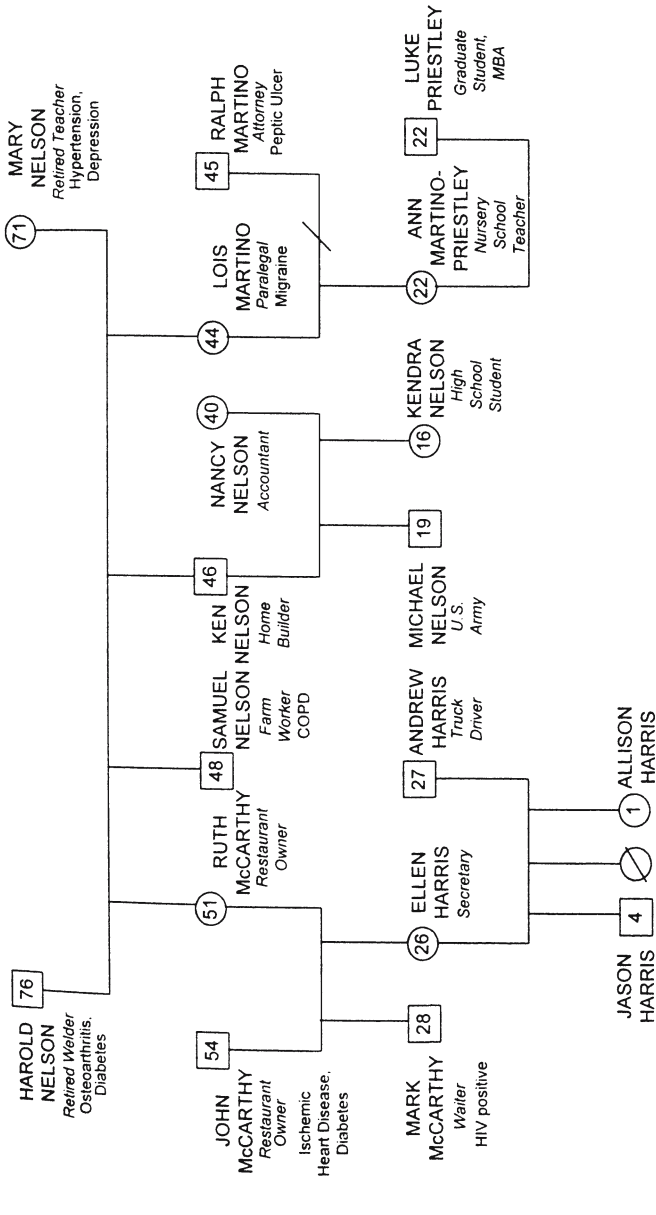 HAROLD
NELSON
Retired Welder
Osteoarthritis,
Diabetes
76
MARY
NELSON
Retired Teacher
Hypertension,
Depression
71
JOHN
McCARTHY
Restaurant
Owner
Ischemic
Heart Disease,
Diabetes
54
RUTH
McCARTHY
Restaurant
Owner
51
SAMUEL
NELSON
Farm
Worker
COPD
48
KEN
NELSON
Home
Builder
46
NANCY
NELSON
Accountant
40
LOIS
MARTINO
Paralegal
Migraine
44
RALPH
MARTINO
Attorney
Peptic Ulcer
45
MARK
McCARTHY
Waiter
HIV positive
28
ELLEN
HARRIS
Secretary
26
ANDREW
HARRIS
Truck
Driver
27
MICHAEL
NELSON
U.S.
Army
19
KENDRA
NELSON
High
School
Student
16
ANN
MARTINO-
PRIESTLEY
Nursery
School
Teacher
22
LUKE
PRIESTLEY
Graduate
Student,
MBA
22
JASON
HARRIS
4
1
ALLISON
HARRIS